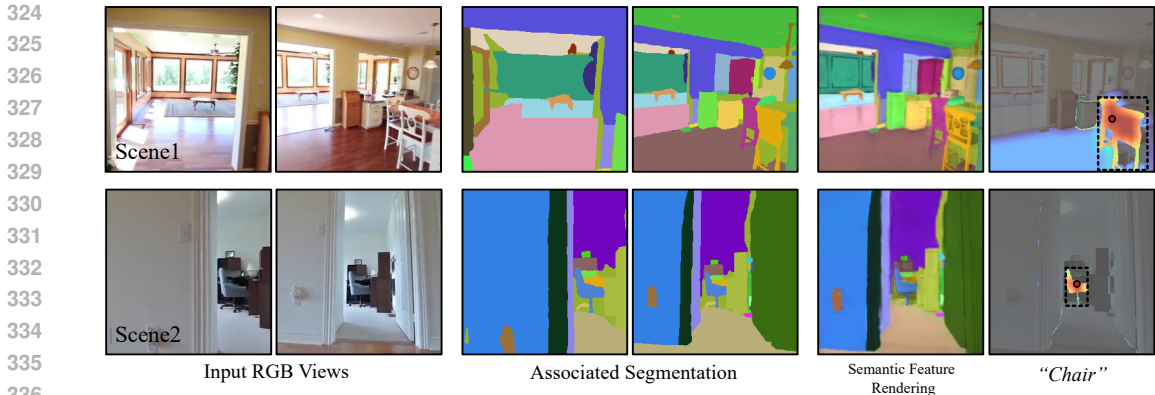 324
325
326
327
328
329
330
331
332
333
334
335
336
Scene1
Scene2
Input RGB Views
Associated Segmentation
Semantic Feature
Rendering
“Chair”